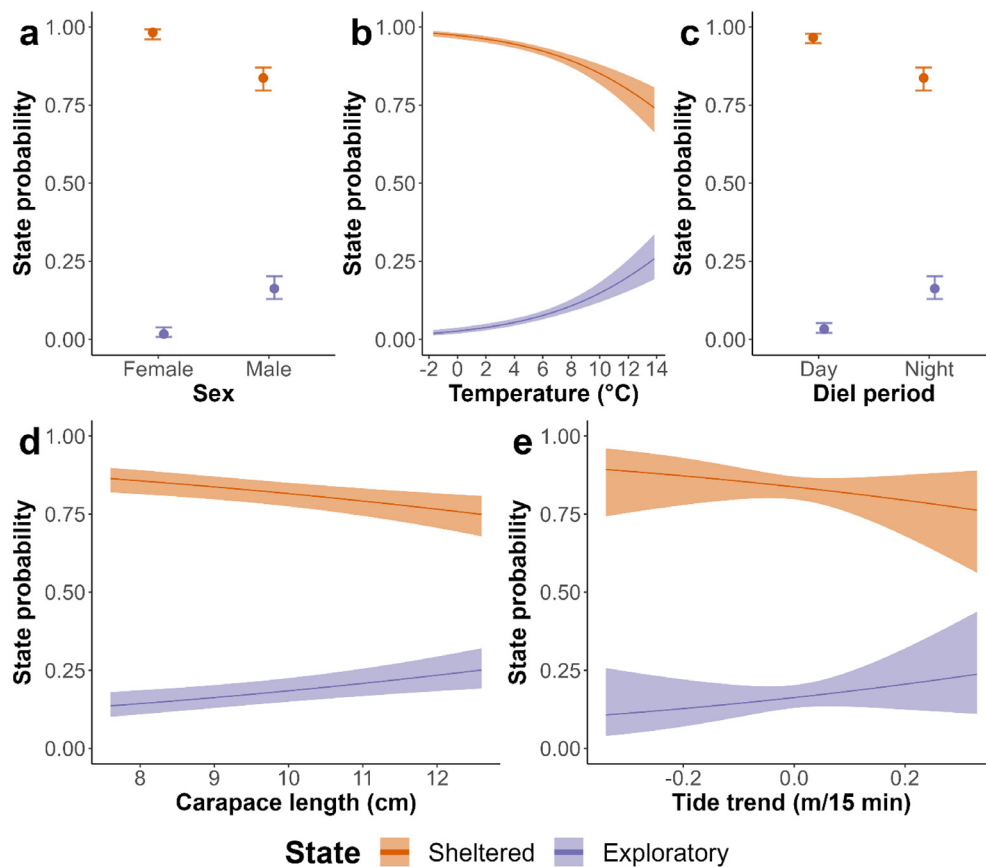 a
b
c
State probability
1.00
0.75
0.50
0.25
0.00
Female Male
Sex
State probability
1.00
0.75
0.50
0.25
0.00
-2 0 2 4 6 8 10 12 14
Temperature (°C)
State probability
1.00
0.75
0.50
0.25
0.00
Day Night
Diel period
d
e
State probability
1.00
0.75
0.50
0.25
0.00
8 9 10 11 12
Carapace length (cm)
State probability
1.00
0.75
0.50
0.25
0.00
-0.2 0.0 0.2
Tide trend (m/15 min)
State Sheltered Exploratory